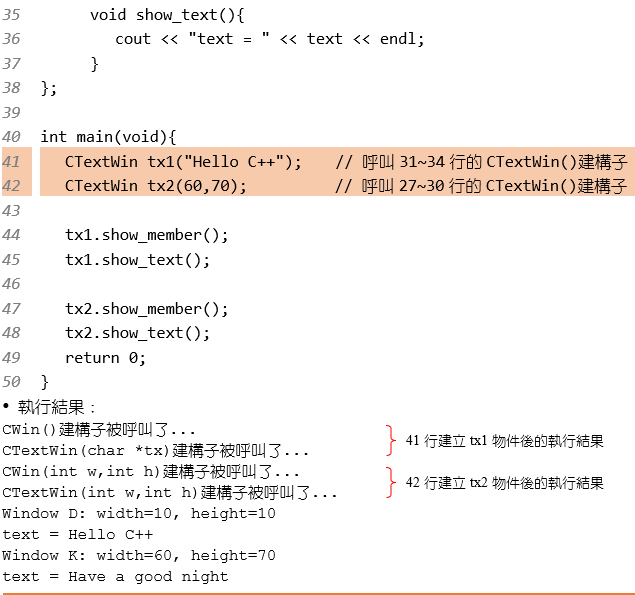 35 void show_text(){
36 cout << "text = " << text << endl;
37 }
38 };
39
40 int main(void){
41 CTextWin tx1("Hello C++"); // 呼叫 31~34 行的 CTextWin()建構子
42 CTextWin tx2(60,70); // 呼叫 27~30 行的 CTextWin()建構子
43
44 tx1.show_member();
45 tx1.show_text();
46
47 tx2.show_member();
48 tx2.show_text();
49 return 0;
50 }
• 執行結果：
CWin()建構子被呼叫了...
CTextWin(char *tx)建構子被呼叫了...
41 行建立 tx1 物件後的執行結果
CWin(int w,int h)建構子被呼叫了...
CTextWin(int w,int h)建構子被呼叫了...
42 行建立 tx2 物件後的執行結果
Window D: width=10, height=10
text = Hello C++
Window K: width=60, height=70
text = Have a good night